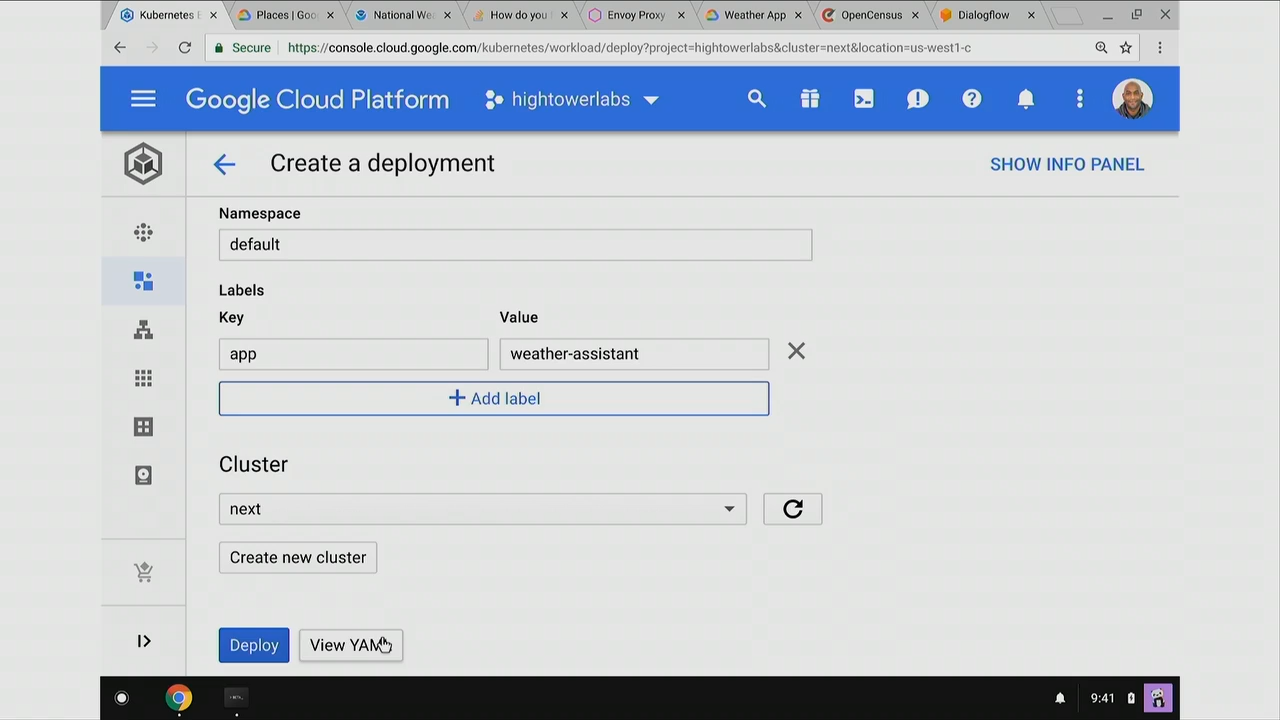 Kubernetes E
Places | Goo
National We
How do you
Envoy Proxy
Weather App
OpenCensus
Dialogflow
Secure
https://console.cloud.google.com/kubernetes/workload/deploy?project=hightowerlabs&cluster=next&location=us-west1-c
Google Cloud Platform
hightowerlabs
Create a deployment
SHOW INFO PANEL
Namespace
default
Labels
Key
Value
app
weather-assistant
+ Add label
Cluster
next
Create new cluster
Deploy
View YAM
9:41